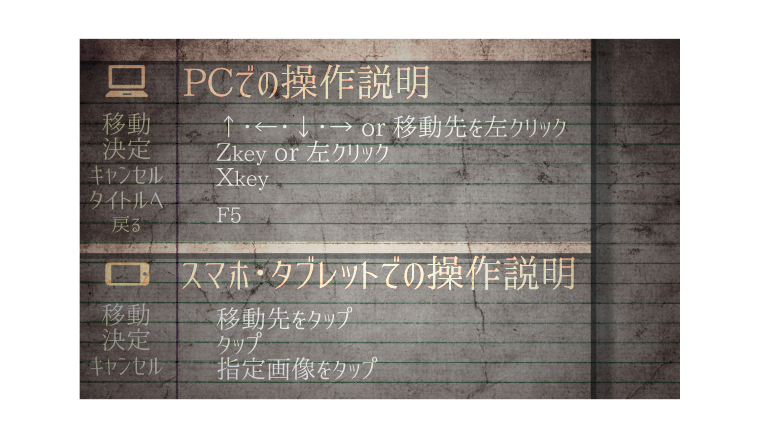 PCでの操作説明
移動 ↑・←・↓・→ or 移動先を左クリック
決定 Zkey or 左クリック
キャンセル Xkey
タイトルへ
戻る F5
スマホ・タブレットでの操作説明
移動 移動先をタップ
決定 タップ
キャンセル 指定画像をタップ